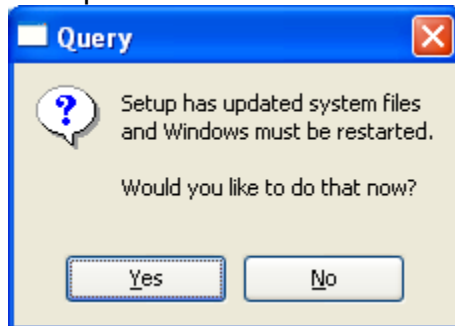 Query
Setup has updated system files
and Windows must be restarted.
Would you like to do that now?
Yes
No